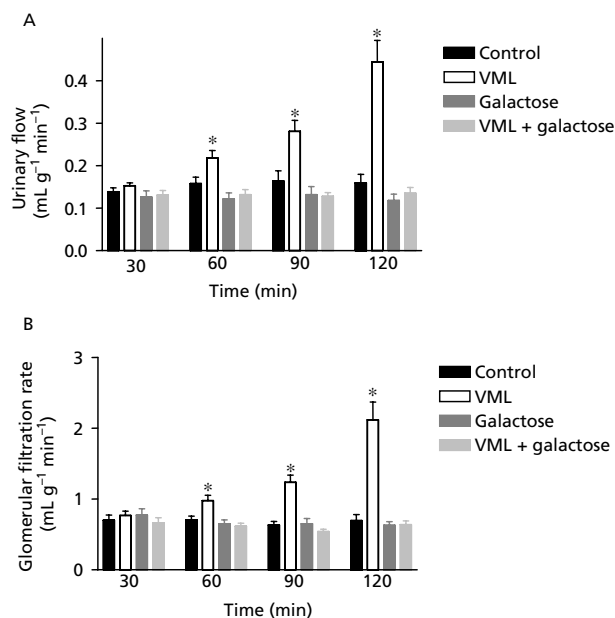 A
Urinary flow
(mL g⁻¹ min⁻¹)
0.4
0.3
0.2
0.1
0.0
*
*
*
30 60 90 120
Time (min)
Control
VML
Galactose
VML + galactose
B
Glomerular filtration rate
(mL g⁻¹ min⁻¹)
3
2
1
0
*
*
*
30 60 90 120
Time (min)
Control
VML
Galactose
VML + galactose